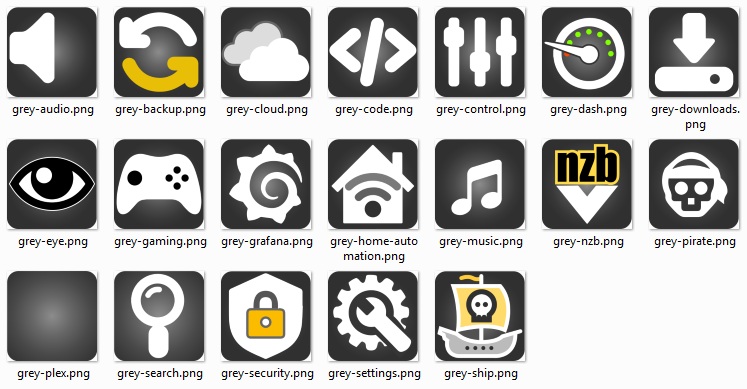 grey-audio.png
grey-backup.png
grey-cloud.png
grey-code.png
grey-control.png
grey-dash.png
grey-downloads.
png
nzb
grey-eye.png
grey-gaming.png
grey-grafana.png
grey-home-auto
mation.png
grey-music.png
grey-nzb.png
grey-pirate.png
grey-plex.png
grey-search.png
grey-security.png
grey-settings.png
grey-ship.png